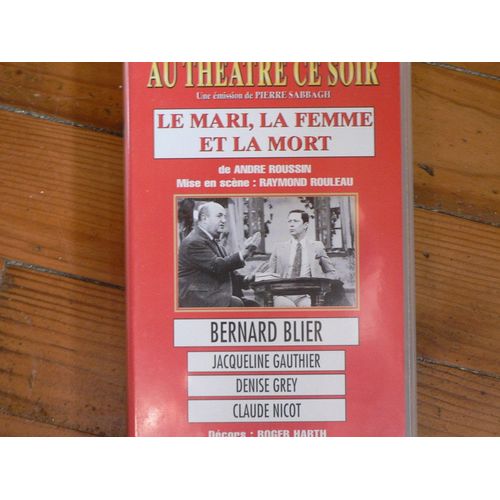 AU THEATRE CE SOIR
Une émission de PIERRE SABBAGH
LE MARI, LA FEMME
ET LA MORT
de ANDRE ROUSSIN
Mise en scène : RAYMOND ROULEAU
BERNARD BLIER
JACQUELINE GAUTHIER
DENISE GREY
CLAUDE NICOT
Décors : ROGER HARTH